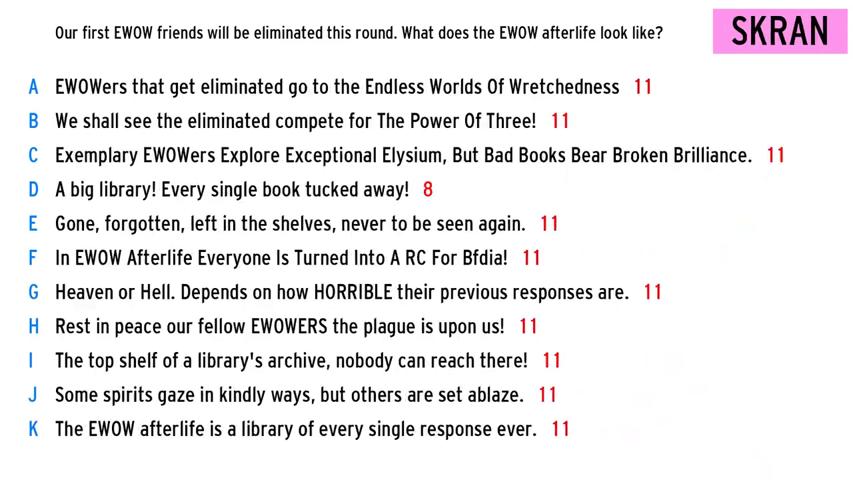 Our first EWOW friends will be eliminated this round. What does the EWOW afterlife look like?
SKRAN
A EWOWers that get eliminated go to the Endless Worlds Of Wretchedness 11
B We shall see the eliminated compete for The Power Of Three! 11
C Exemplary EWOWers Explore Exceptional Elysium, But Bad Books Bear Broken Brilliance. 11
D A big library! Every single book tucked away! 8
E Gone, forgotten, left in the shelves, never to be seen again. 11
F In EWOW Afterlife Everyone Is Turned Into A RC For Bfdia! 11
G Heaven or Hell. Depends on how HORRIBLE their previous responses are. 11
H Rest in peace our fellow EWOWERS the plague is upon us! 11
I The top shelf of a library's archive, nobody can reach there! 11
J Some spirits gaze in kindly ways, but others are set ablaze. 11
K The EWOW afterlife is a library of every single response ever. 11